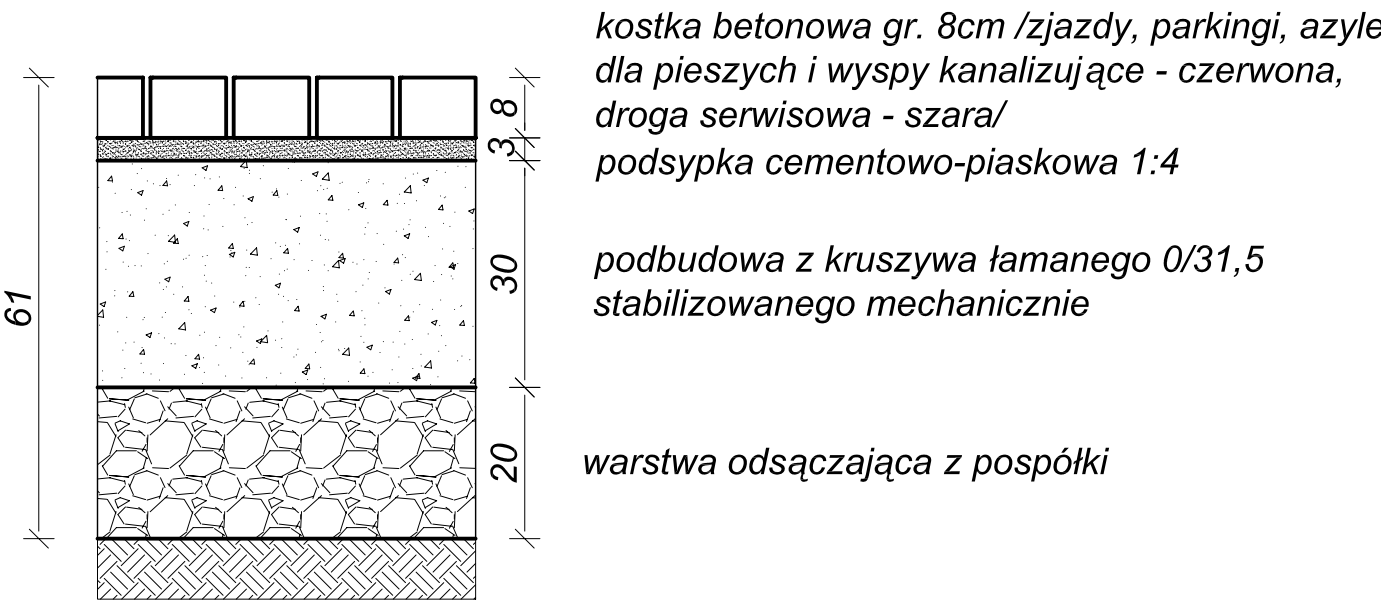 kostka betonowa gr. 8cm /zjazdy, parkingi, azyle
dla pieszych i wyspy kanalizujące - czerwona,
droga serwisowa - szara/
podsypka cementowo-piaskowa 1:4
podbudowa z kruszywa łamanego 0/31,5
stabilizowanego mechanicznie
warstwa odsączająca z pospółki
8
3
30
20
61